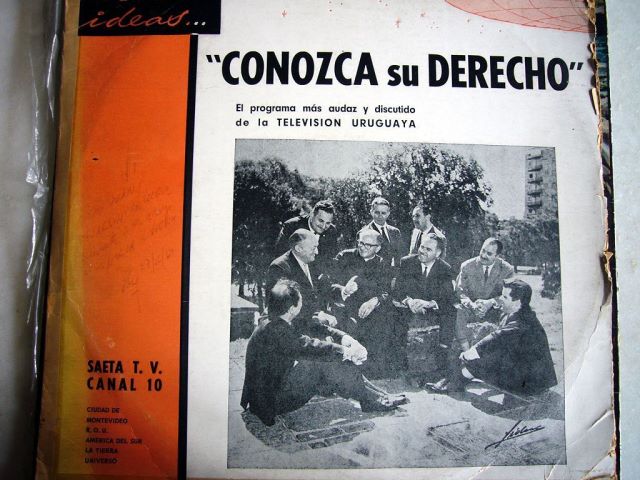 ideas...
"CONOZCA su DERECHO"
El programa más audaz y discutido
de la TELEVISION URUGUAYA
SAETA T. V.
CANAL 10
CIUDAD DE
MONTEVIDEO
R. O. U.
AMERICA DEL SUR
LA TIERRA
UNIVERSO